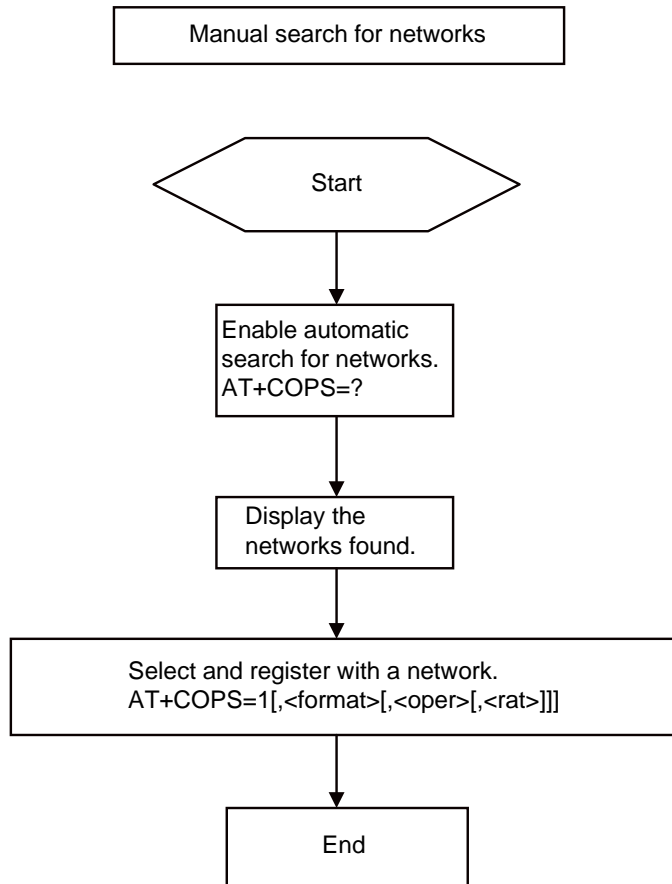 Manual search for networks
Start
Enable automatic
search for networks.
AT+COPS=?
Display the
networks found.
Select and register with a network.
AT+COPS=1[,<format>[,<oper>[,<rat>]]]
End